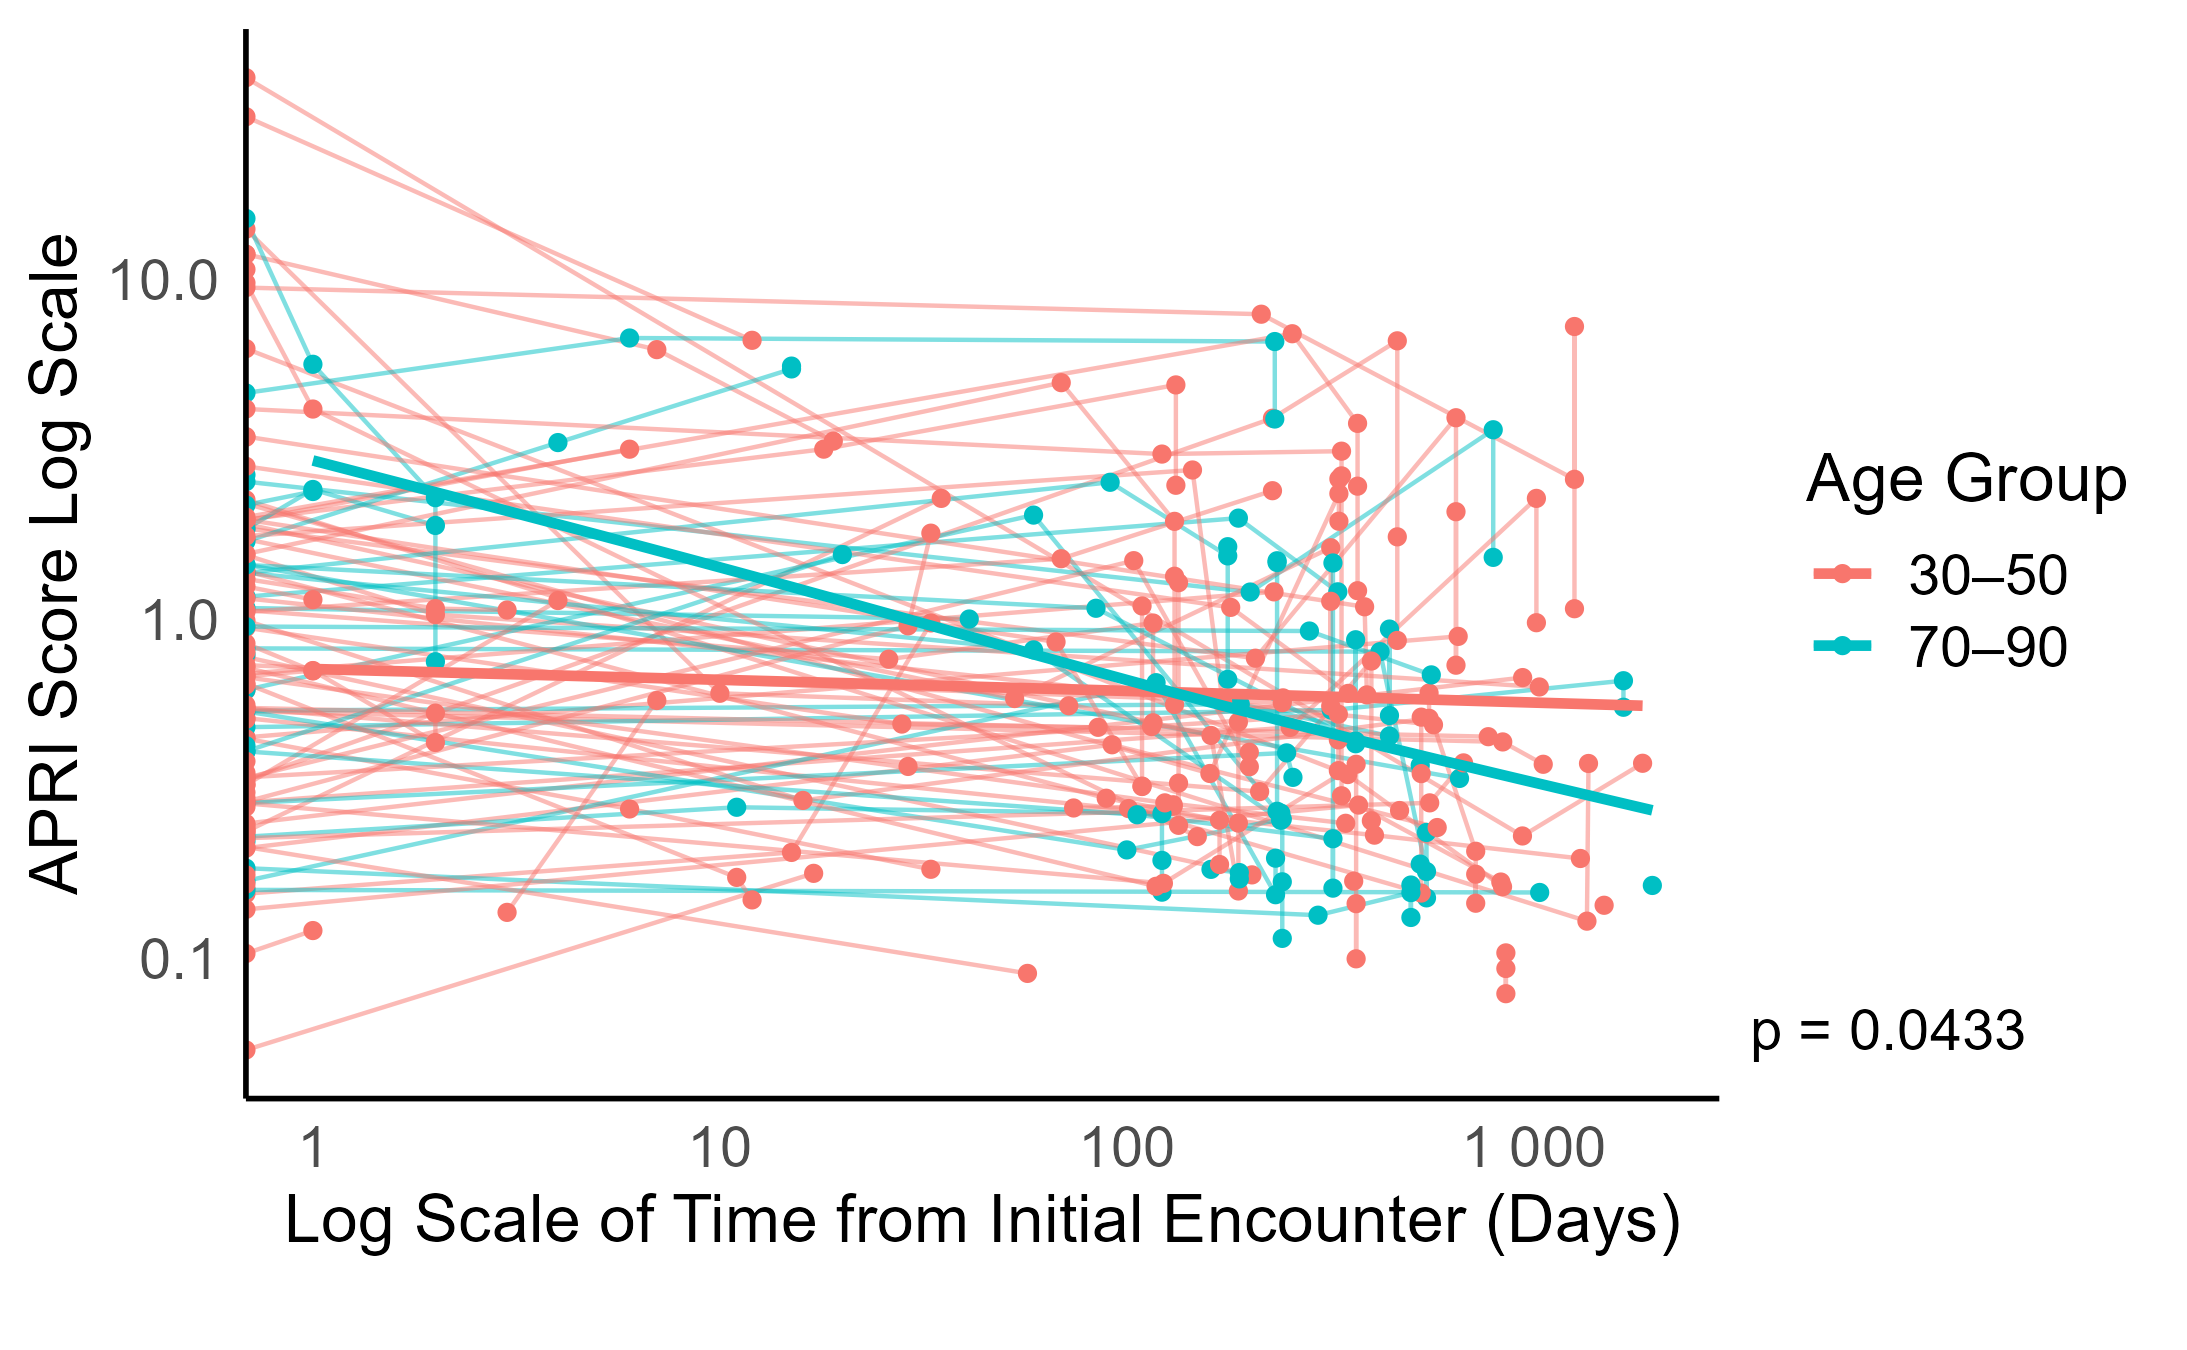 APRI Score Log Scale
10.0
1.0
0.1
1 10 100 1 000
Log Scale of Time from Initial Encounter (Days)
Age Group
30–50
70–90
p = 0.0433